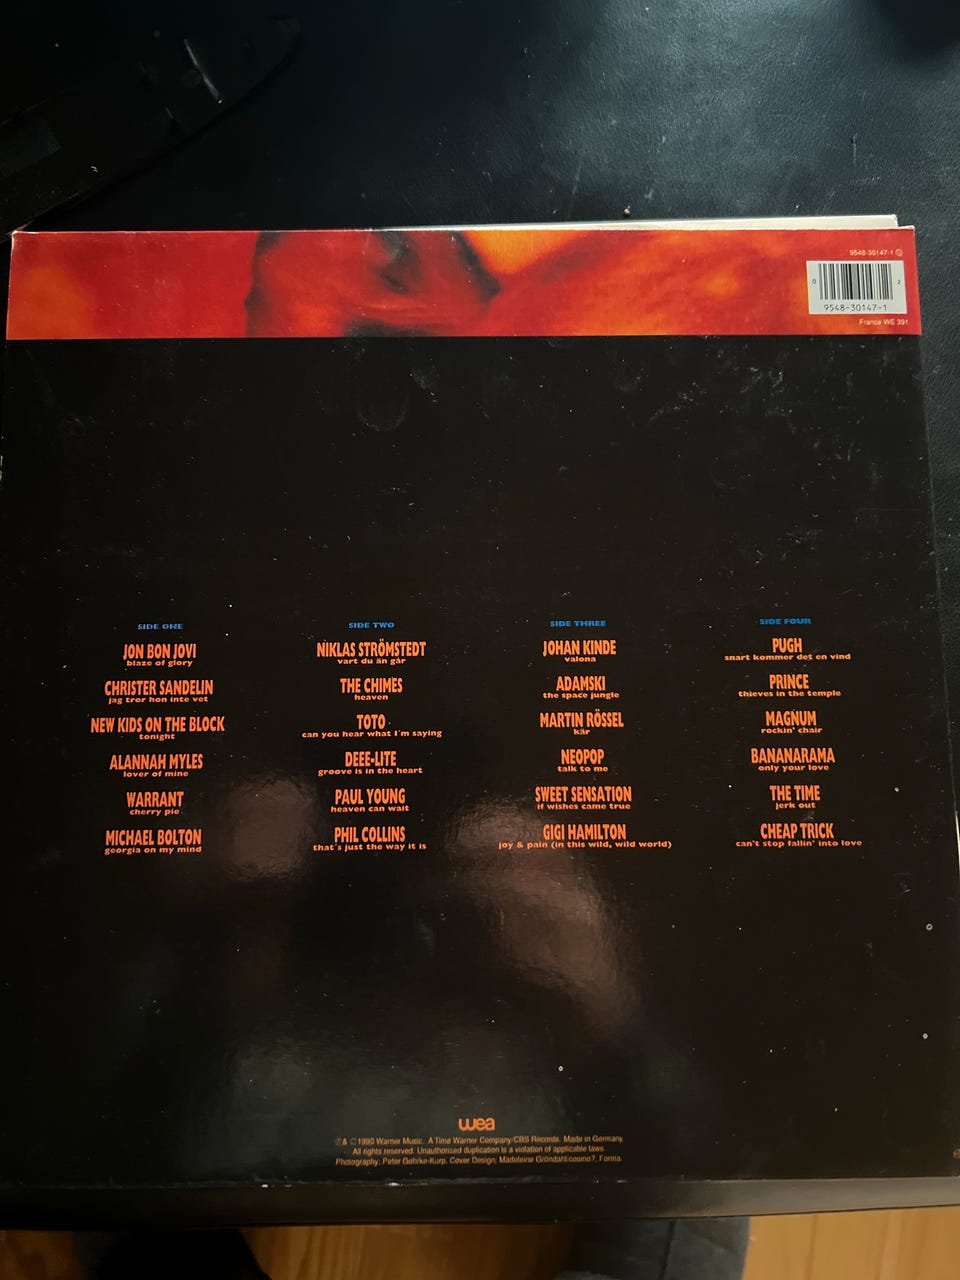 9548-30147-1
0
2
9548-30147-1
France WE 391
SIDE ONE
JON BON JOVI
blaze of glory
CHRISTER SANDELIN
jag tror hon inte vet
NEW KIDS ON THE BLOCK
tonight
ALANNAH MYLES
lover of mine
WARRANT
cherry pie
MICHAEL BOLTON
georgia on my mind
SIDE TWO
NIKLAS STRÖMSTEDT
vart du än går
THE CHIMES
heaven
TOTO
can you hear what I'm saying
DEEE-LITE
groove is in the heart
PAUL YOUNG
heaven can wait
PHIL COLLINS
that's just the way it is
SIDE THREE
JOHAN KINDE
valona
ADAMSKI
the space jungle
MARTIN RÖSSEL
kär
NEOPOP
talk to me
SWEET SENSATION
if wishes came true
GIGI HAMILTON
joy & pain (in this wild, wild world)
SIDE FOUR
PUGH
snart kommer det en vind
PRINCE
thieves in the temple
MAGNUM
rockin' chair
BANANARAMA
only your love
THE TIME
jerk out
CHEAP TRICK
can't stop fallin' into love
wea
℗ & © 1990 Warner Music. A Time Warner Company/CBS Records. Made in Germany.
All rights reserved. Unauthorized duplication is a violation of applicable laws.
Photography: Peter Gehrke-Kurp, Cover Design: Madeleine Gröndahl/cosmo?, Forma.